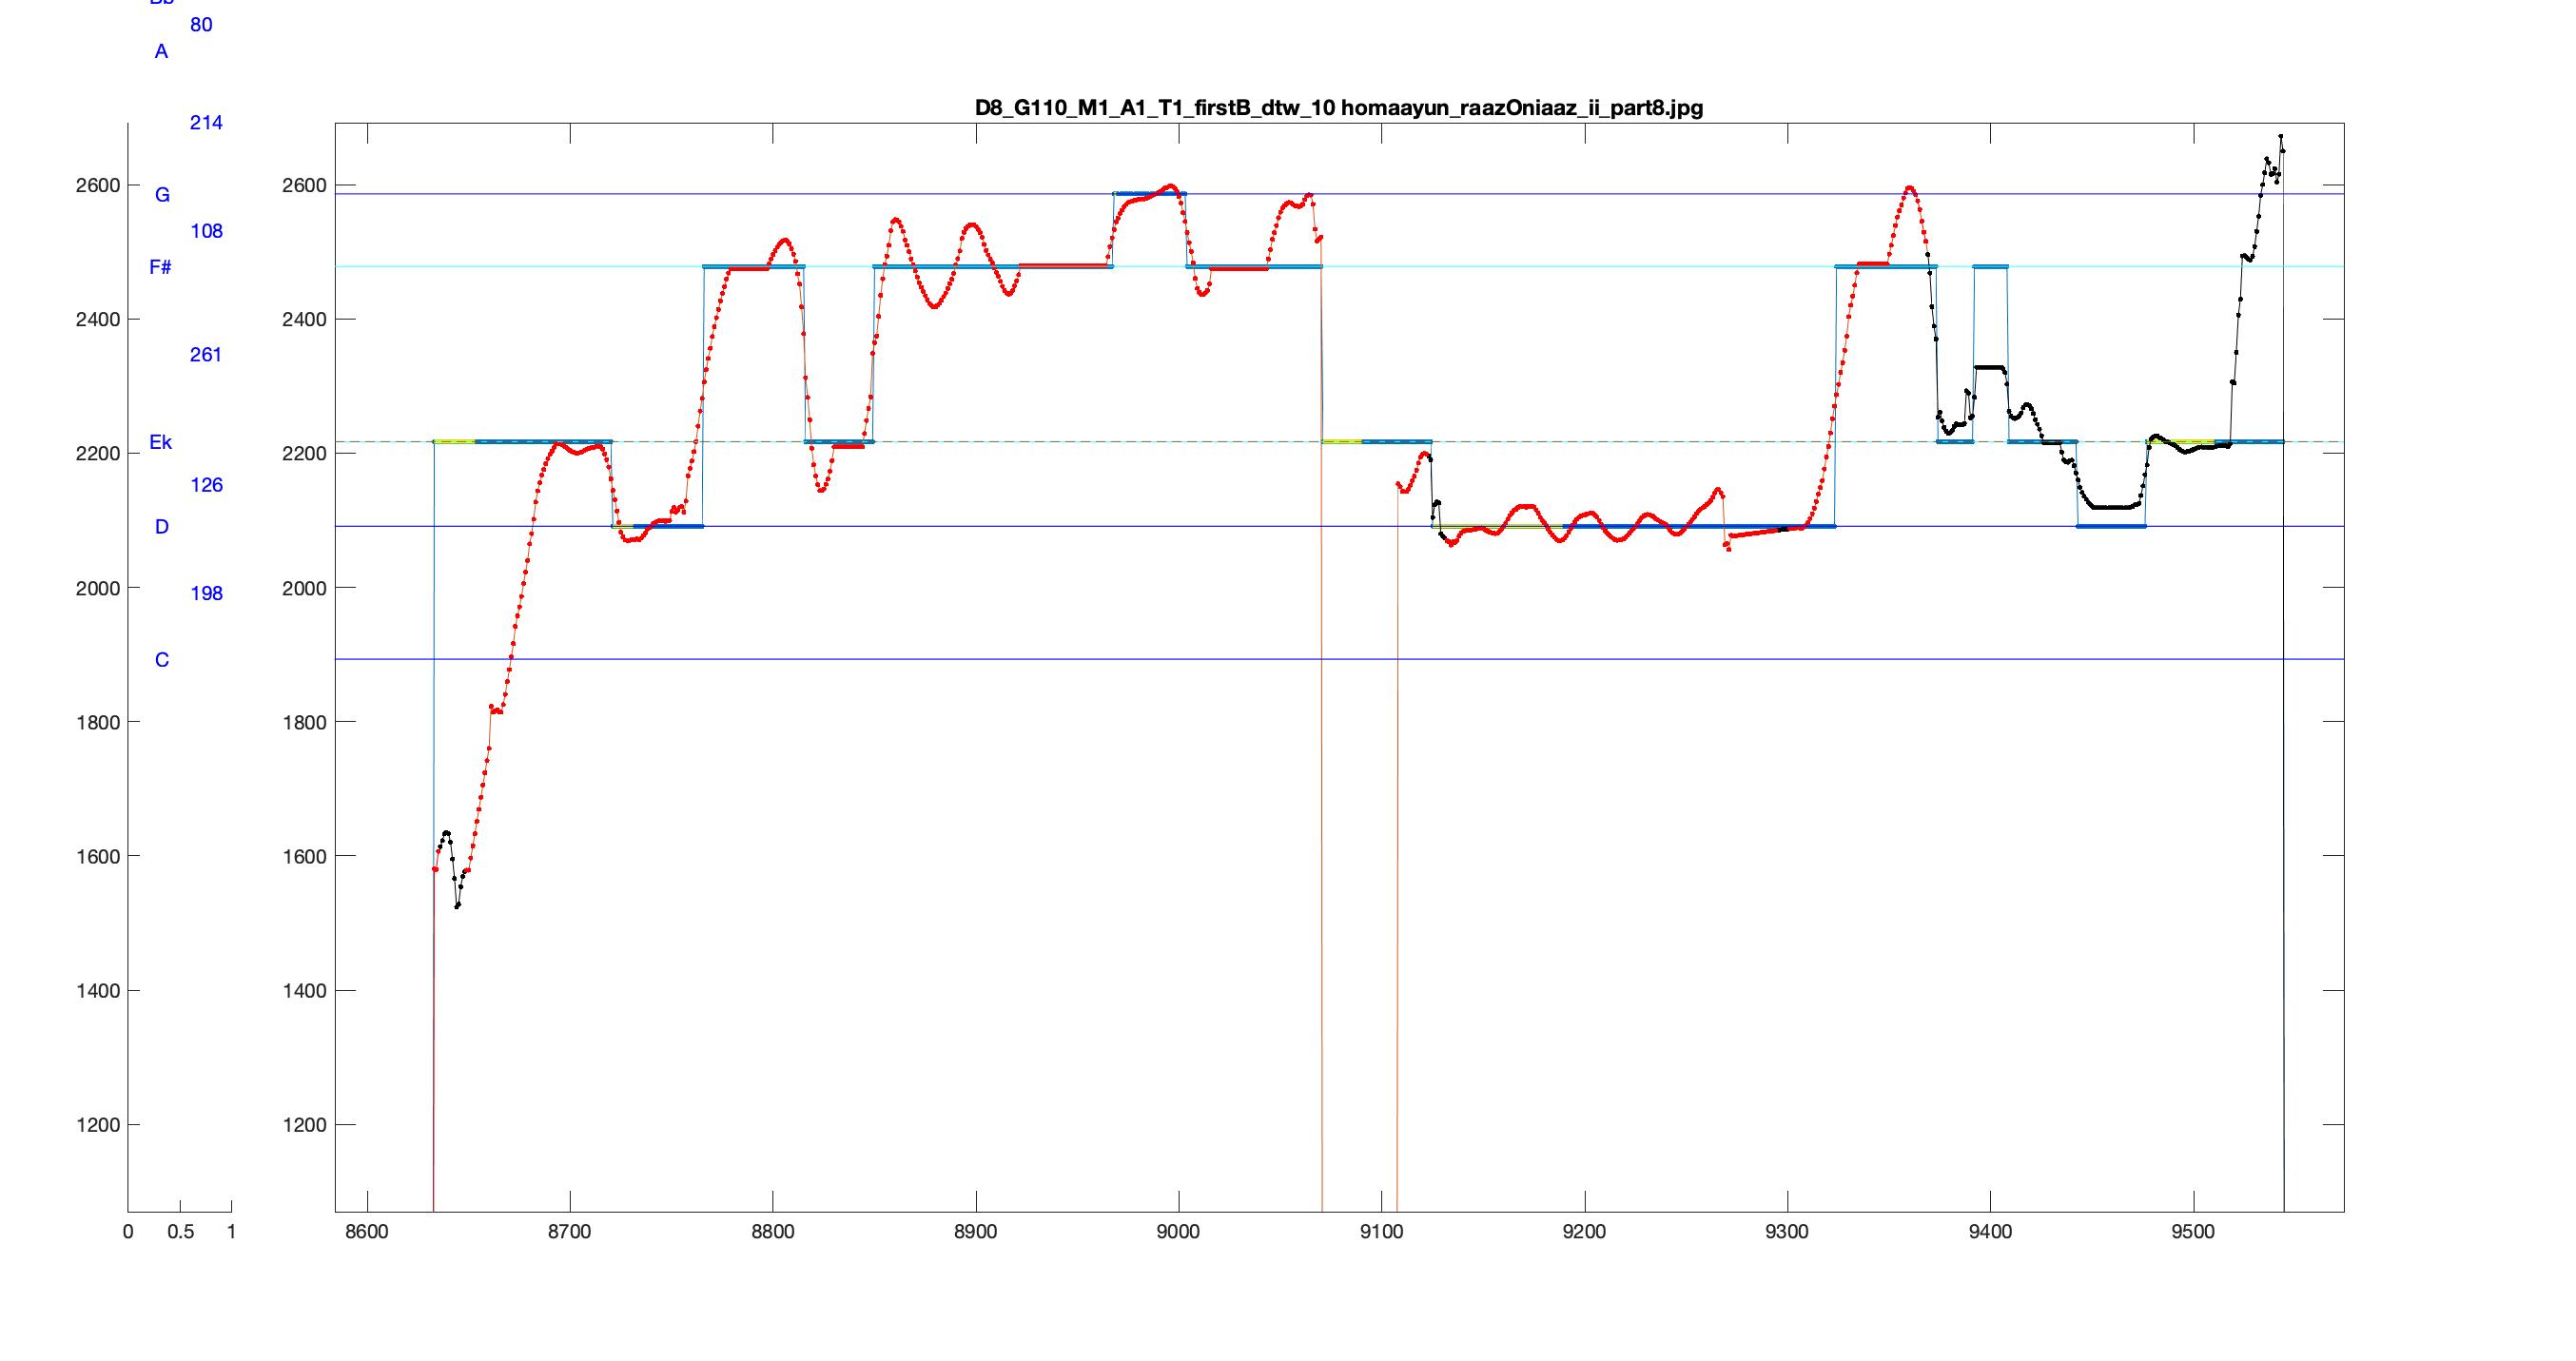 Bb
80
A
D8_G110_M1_A1_T1_firstB_dtw_10 homaayun_raazOniaaz_ii_part8.jpg
214
2600 G 2600
108
F#
2400 2400
261
Ek
2200 2200
126
D
2000 2000
198
C
1800 1800
1600 1600
1400 1400
1200 1200
0 0.5 1 8600 8700 8800 8900 9000 9100 9200 9300 9400 9500